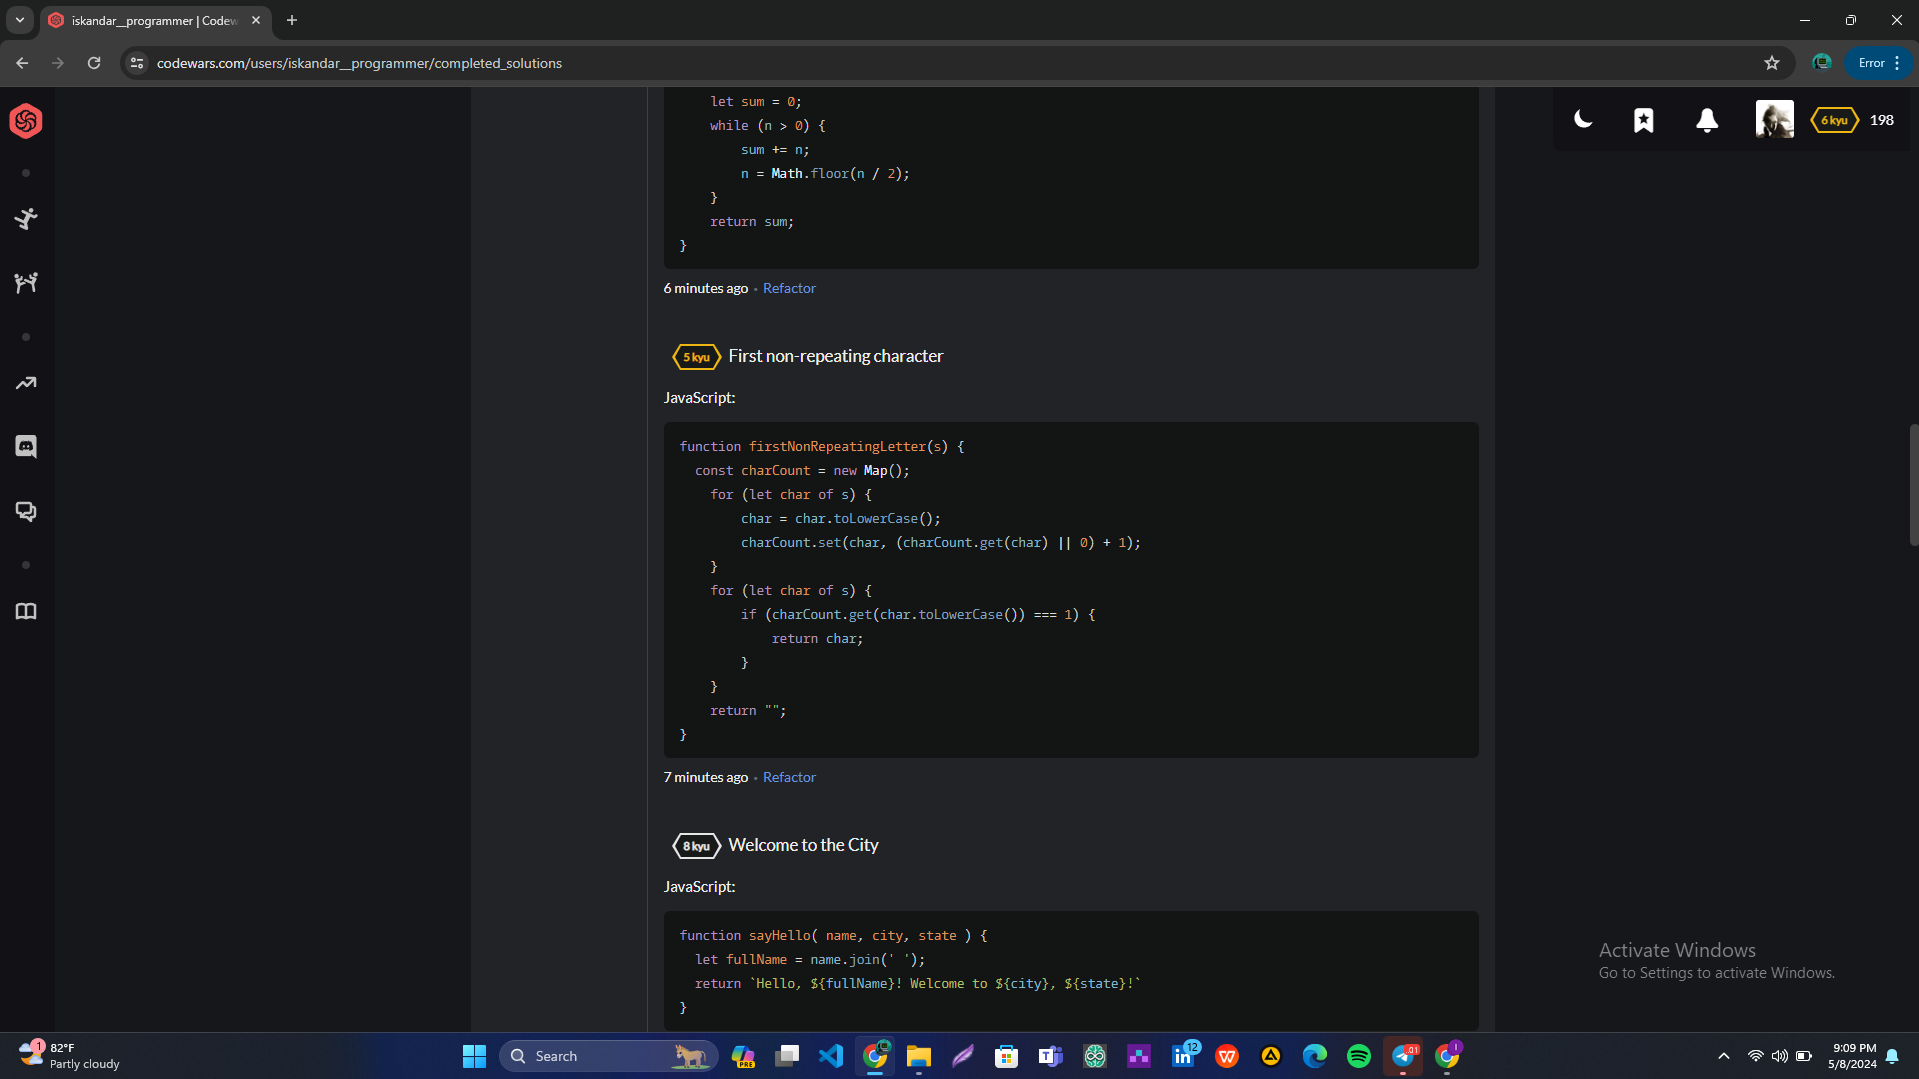 iskandar__programmer | Codew
codewars.com/users/iskandar__programmer/completed_solutions
Error
6 kyu
198
let sum = 0;
while (n > 0) {
sum += n;
n = Math.floor(n / 2);
}
return sum;
}
6 minutes ago • Refactor
5 kyu First non-repeating character
JavaScript:
function firstNonRepeatingLetter(s) {
const charCount = new Map();
for (let char of s) {
char = char.toLowerCase();
charCount.set(char, (charCount.get(char) || 0) + 1);
}
for (let char of s) {
if (charCount.get(char.toLowerCase()) === 1) {
return char;
}
}
return "";
}
7 minutes ago • Refactor
8 kyu Welcome to the City
JavaScript:
function sayHello( name, city, state ) {
let fullName = name.join(' ');
return `Hello, ${fullName}! Welcome to ${city}, ${state}!`
}
Activate Windows
Go to Settings to activate Windows.
1
82°F
Partly cloudy
Search
PRE
12
.01
9:09 PM
5/8/2024